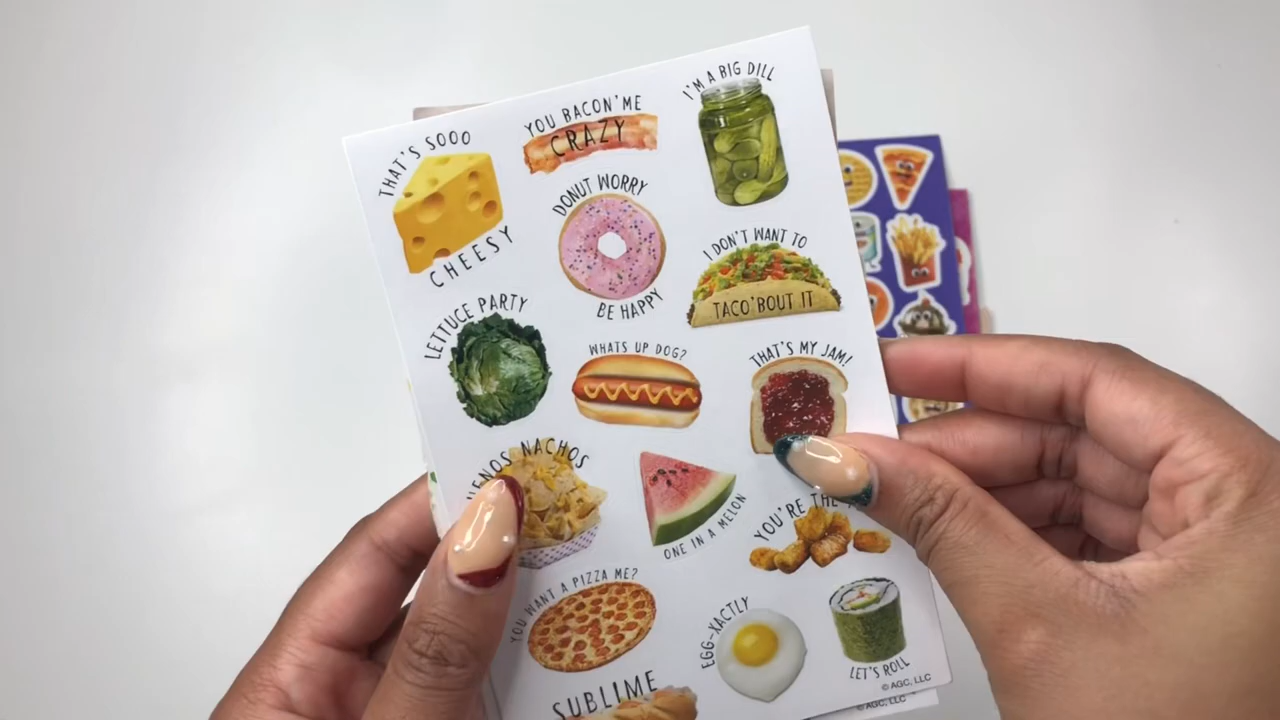 THAT'S SOOO
CHEESY
YOU BACON'ME
CRAZY
I'M A BIG DILL
DONUT WORRY
BE HAPPY
I DON'T WANT TO
TACO'BOUT IT
LETTUCE PARTY
WHATS UP DOG?
THAT'S MY JAM!
NACHOS
ONE IN A MELON
YOU'RE THE
YOU WANT A PIZZA ME?
EGG-XACTLY
LET'S ROLL
SUBLIME
© AGC, LLC
© AGC, LLC